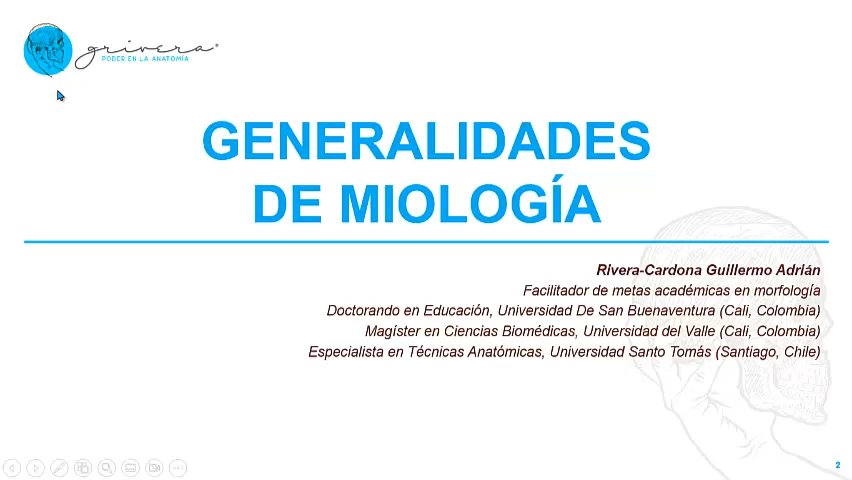 grivera®
PODER EN LA ANATOMÍA
GENERALIDADES
DE MIOLOGÍA
Rivera-Cardona Guillermo Adrián
Facilitador de metas académicas en morfología
Doctorando en Educación, Universidad De San Buenaventura (Cali, Colombia)
Magíster en Ciencias Biomédicas, Universidad del Valle (Cali, Colombia)
Especialista en Técnicas Anatómicas, Universidad Santo Tomás (Santiago, Chile)
2